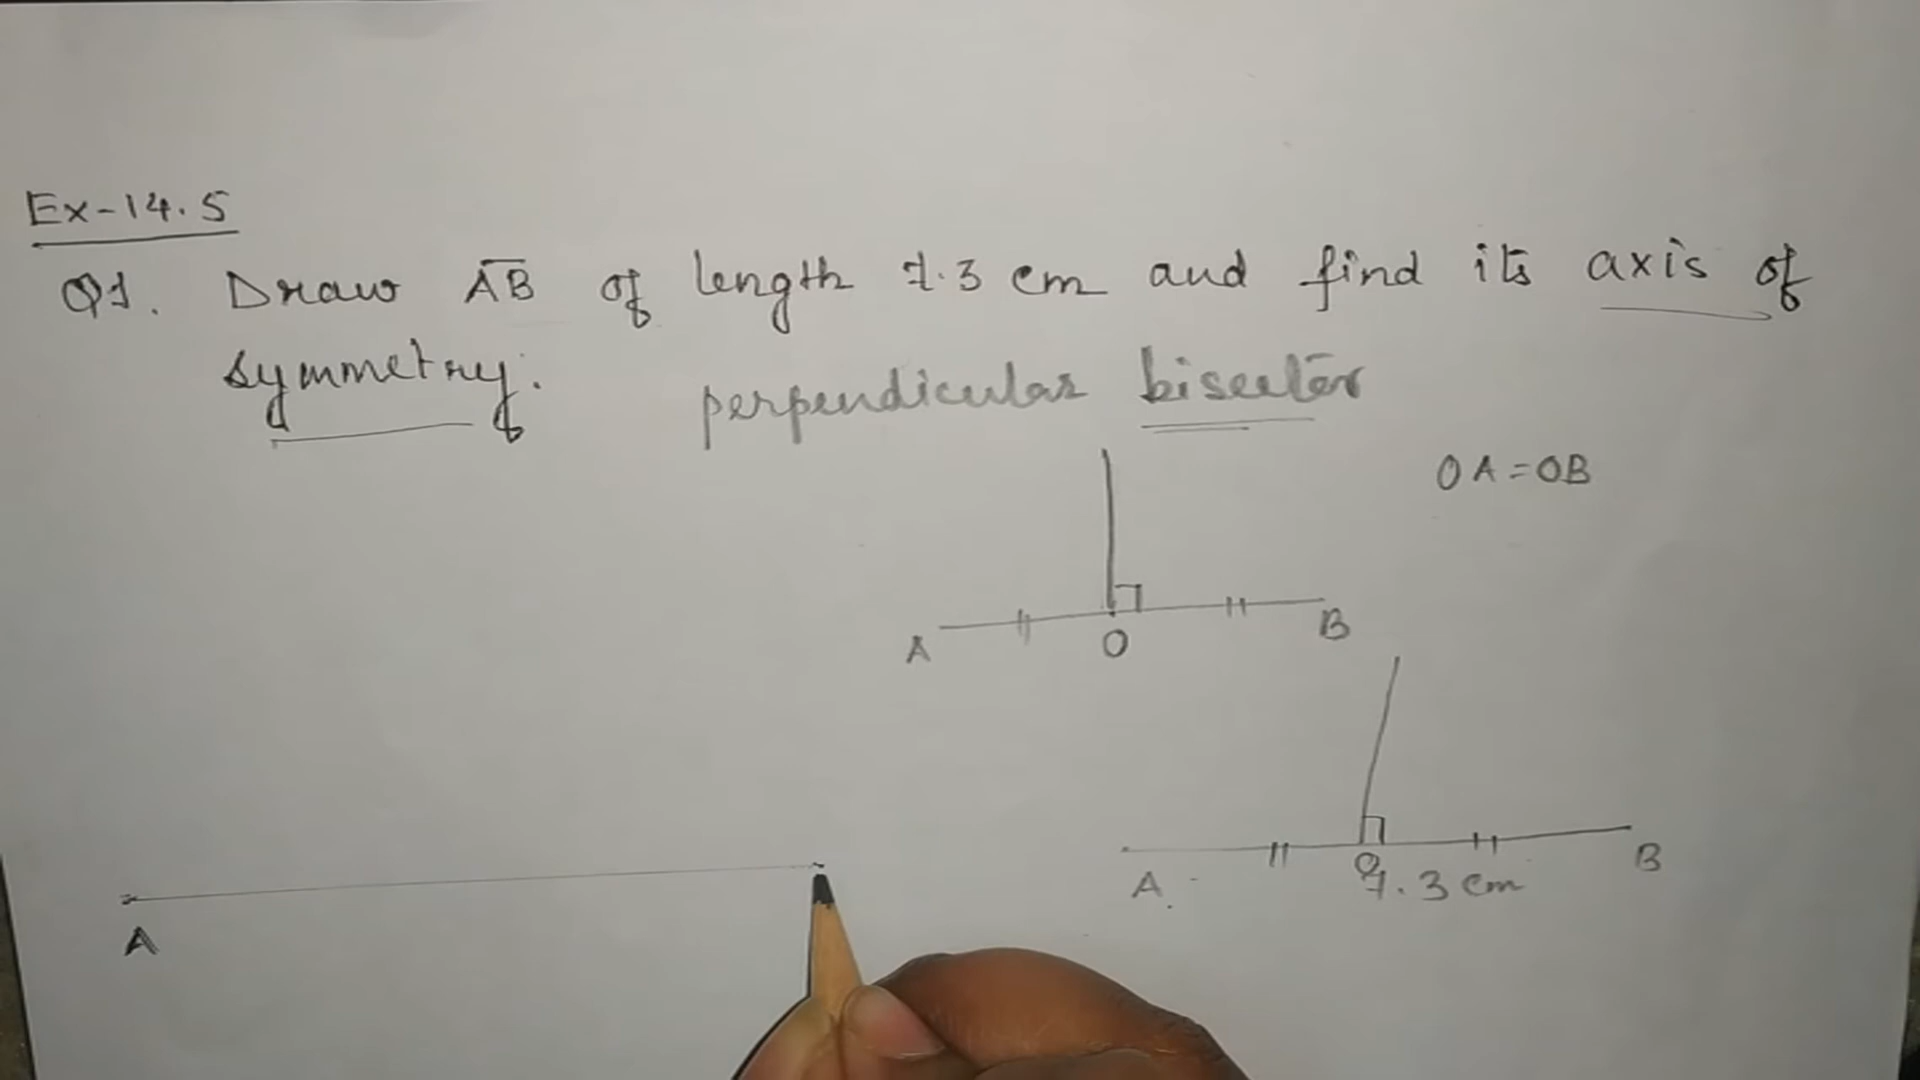 Ex-14.5
Q1. Draw AB of length 7.3 cm and find its axis of
symmetry.
perpendicular bisector
OA=OB
A O B
A O B
7.3 cm
A